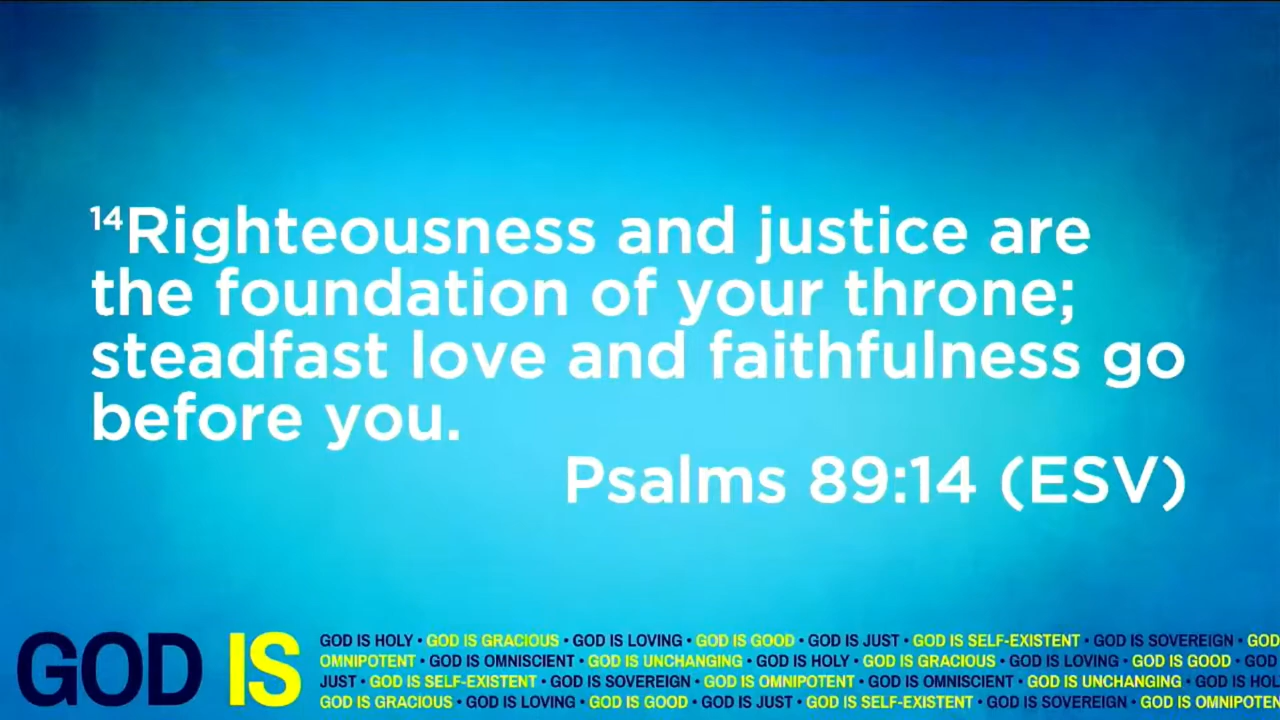 ¹⁴Righteousness and justice are
the foundation of your throne;
steadfast love and faithfulness go
before you.
Psalms 89:14 (ESV)
GOD IS
GOD IS HOLY • GOD IS GRACIOUS • GOD IS LOVING • GOD IS GOOD • GOD IS JUST • GOD IS SELF-EXISTENT • GOD IS SOVEREIGN • GOD
OMNIPOTENT • GOD IS OMNISCIENT • GOD IS UNCHANGING • GOD IS HOLY • GOD IS GRACIOUS • GOD IS LOVING • GOD IS GOOD • GOD
JUST • GOD IS SELF-EXISTENT • GOD IS SOVEREIGN • GOD IS OMNIPOTENT • GOD IS OMNISCIENT • GOD IS UNCHANGING • GOD IS HOL
GOD IS GRACIOUS • GOD IS LOVING • GOD IS GOOD • GOD IS JUST • GOD IS SELF-EXISTENT • GOD IS SOVEREIGN • GOD IS OMNIPOTEN